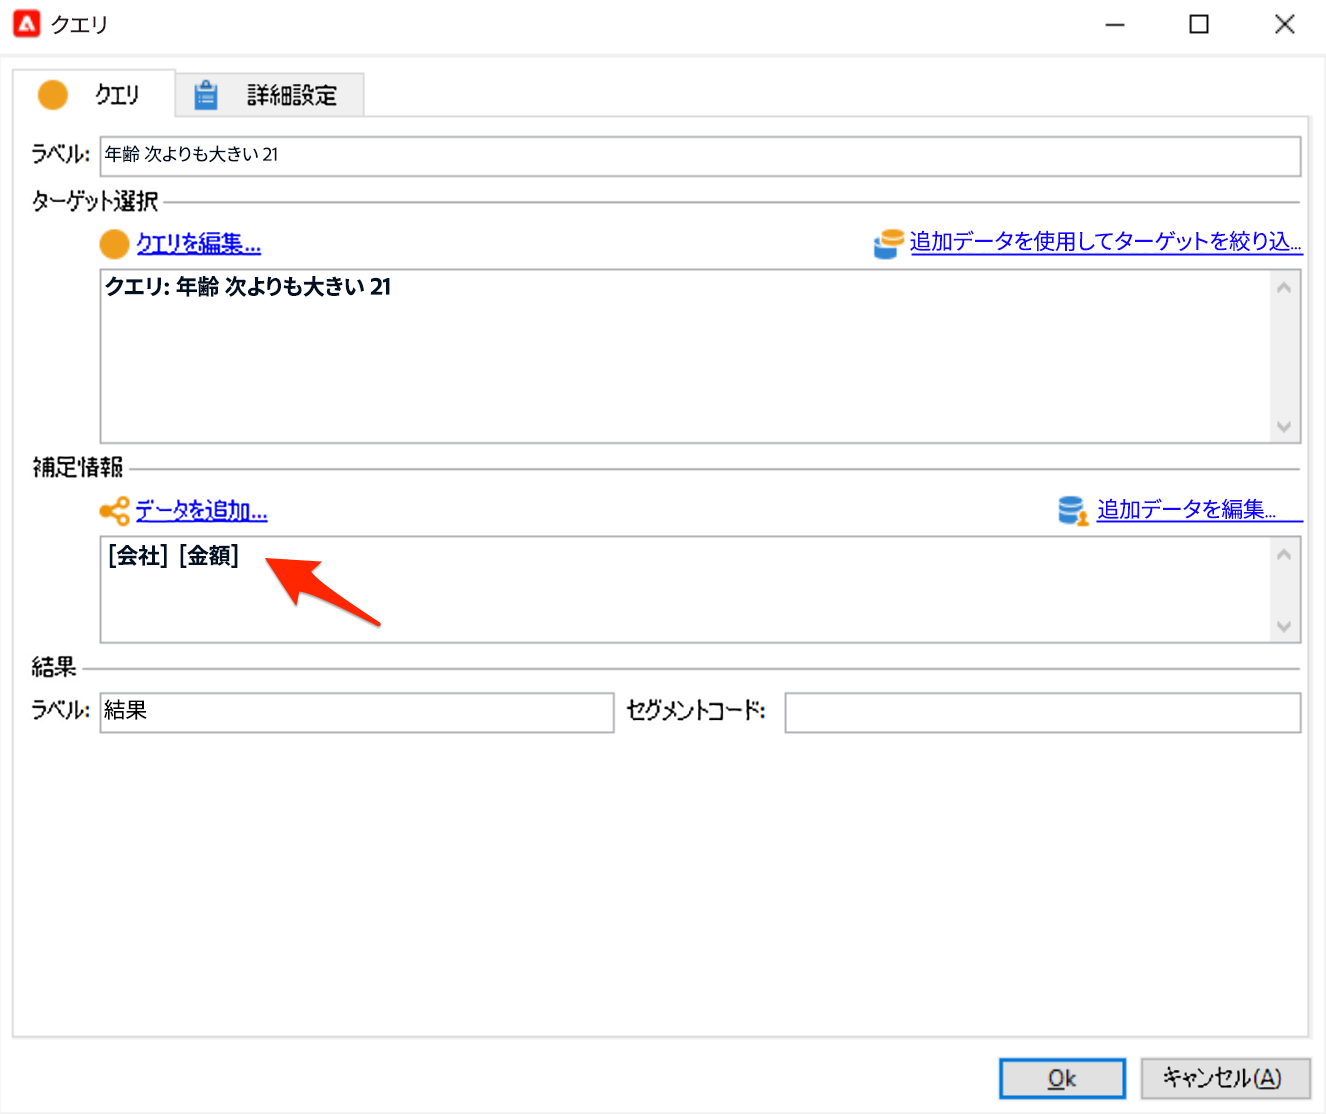 クエリ
クエリ 詳細設定
ラベル: 年齢 次よりも大きい 21
ターゲット選択
クエリを編集... 追加データを使用してターゲットを絞り込...
クエリ: 年齢 次よりも大きい 21
補足情報
データを追加... 追加データを編集...
[会社] [金額]
結果
ラベル: 結果 セグメントコード:
Ok キャンセル(A)